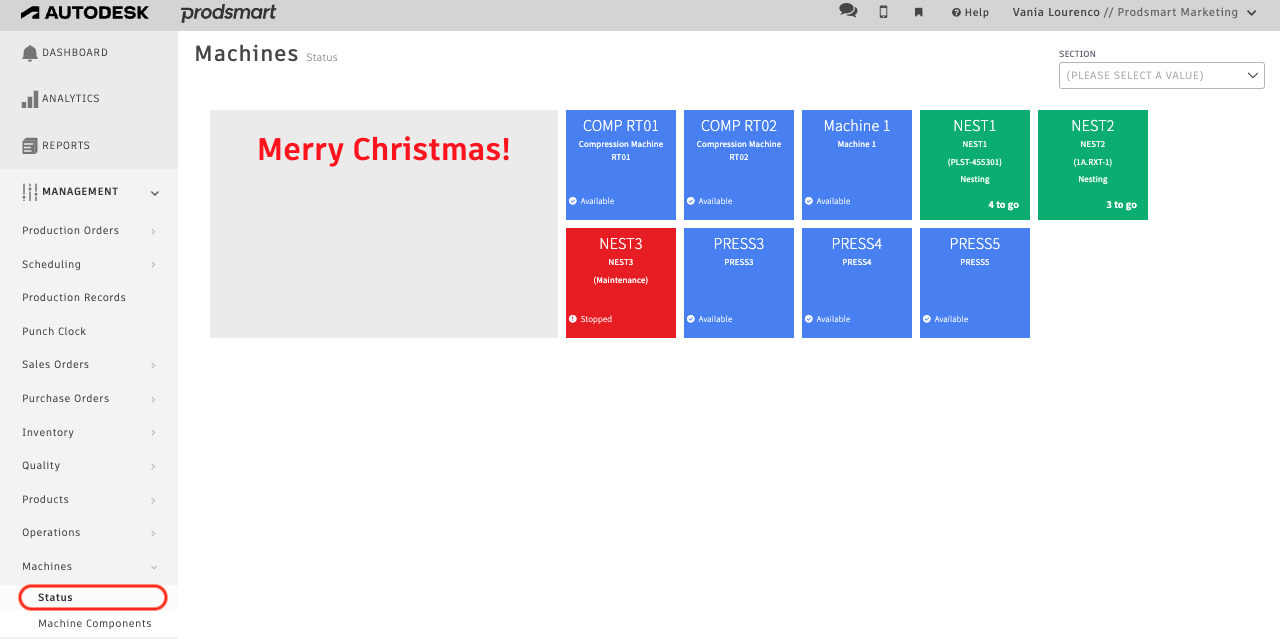 AUTODESK prodsmart
Help
Vania Lourenco // Prodsmart Marketing
DASHBOARD
ANALYTICS
REPORTS
MANAGEMENT
Production Orders
Scheduling
Production Records
Punch Clock
Sales Orders
Purchase Orders
Inventory
Quality
Products
Operations
Machines
Status
Machine Components
Machines Status
SECTION
(PLEASE SELECT A VALUE)
Merry Christmas!
COMP RT01
Compression Machine
RT01
Available
COMP RT02
Compression Machine
RT02
Available
Machine 1
Machine 1
Available
NEST1
NEST1
(PLST-455301)
Nesting
4 to go
NEST2
NEST2
(1A.RXT-1)
Nesting
3 to go
NEST3
NEST3
(Maintenance)
Stopped
PRESS3
PRESS3
Available
PRESS4
PRESS4
Available
PRESS5
PRESS5
Available